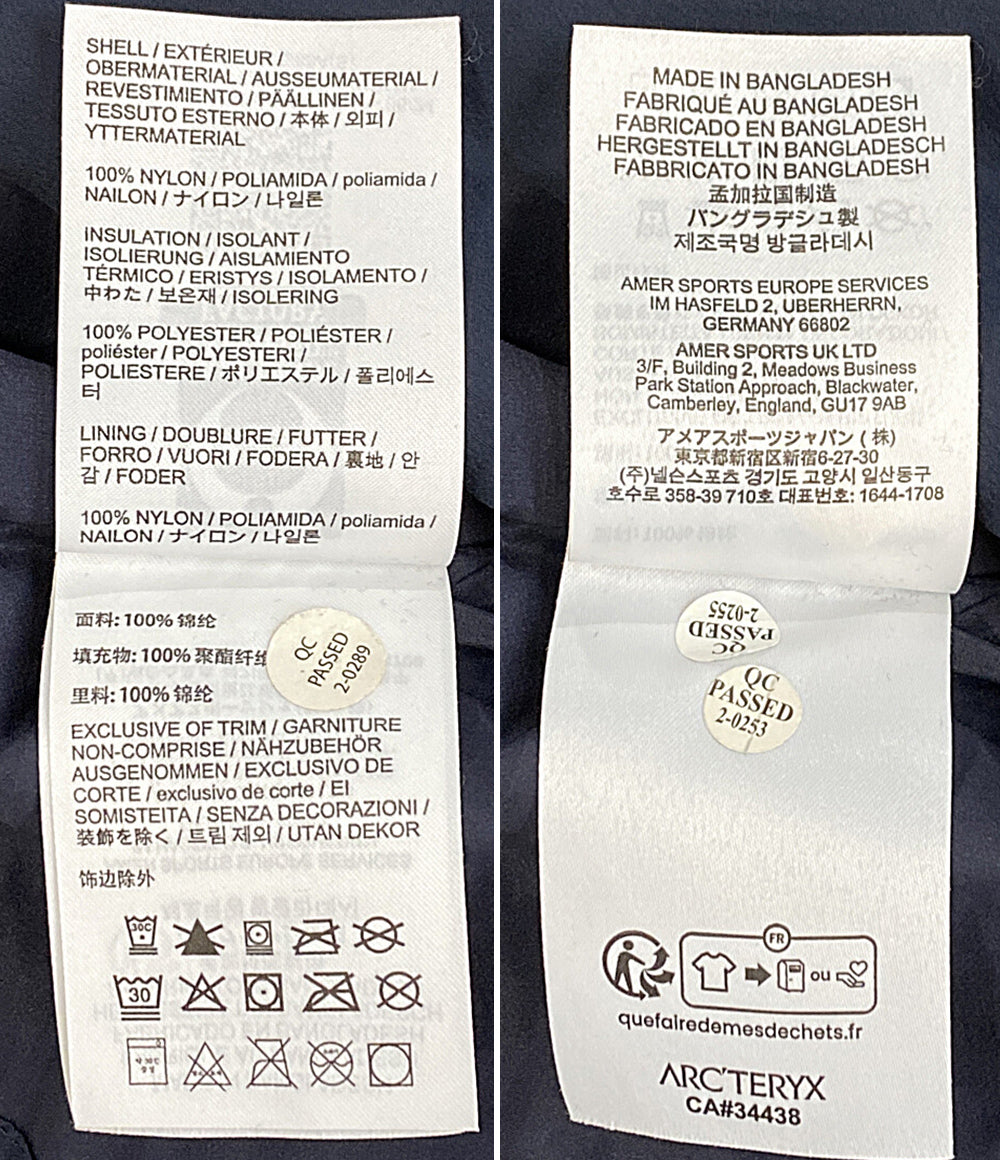 SHELL / EXTÉRIEUR /
OBERMATERIAL / AUSSEUMATERIAL /
REVESTIMIENTO / PÄÄLLINEN /
TESSUTO ESTERNO / 本体 / 외피 /
YTTERMATERIAL
100% NYLON / POLIAMIDA / poliamida /
NAILON / ナイロン / 나일론
INSULATION / ISOLANT /
ISOLIERUNG / AISLAMIENTO
TÉRMICO / ERISTYS / ISOLAMENTO /
中わた / 보온재 / ISOLERING
100% POLYESTER / POLIÉSTER /
poliéster / POLYESTERI /
POLIESTERE / ポリエステル / 폴리에스
터
LINING / DOUBLURE / FUTTER /
FORRO / VUORI / FODERA / 裏地 / 안
감 / FODER
100% NYLON / POLIAMIDA / poliamida /
NAILON / ナイロン / 나일론
面料: 100% 锦纶
填充物: 100% 聚酯纤维
里料: 100% 锦纶
QC
PASSED
2-0289
EXCLUSIVE OF TRIM / GARNITURE
NON-COMPRISE / NÄHZUBEHÖR
AUSGENOMMEN / EXCLUSIVO DE
CORTE / exclusivo de corte / EI
SOMISTEITA / SENZA DECORAZIONI /
装飾を除く / 트림 제외 / UTAN DEKOR
饰边除外
30C
30
MADE IN BANGLADESH
FABRIQUÉ AU BANGLADESH
FABRICADO EN BANGLADESH
HERGESTELLT IN BANGLADESCH
FABBRICATO IN BANGLADESH
孟加拉国制造
バングラデシュ製
제조국명 방글라데시
AMER SPORTS EUROPE SERVICES
IM HASFELD 2, UBERHERRN,
GERMANY 66802
AMER SPORTS UK LTD
3/F, Building 2, Meadows Business
Park Station Approach, Blackwater,
Camberley, England, GU17 9AB
アメアスポーツジャパン ( 株)
東京都新宿区新宿6-27-30
(주)넬슨스포츠 경기도 고양시 일산동구
호수로 358-39 710호 대표번호: 1644-1708
QC
PASSED
2-0255
QC
PASSED
2-0253
FR
OU
quefairedemesdechets.fr
ARC'TERYX
CA#34438